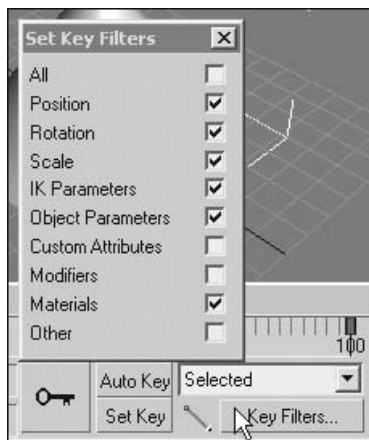 Set Key Filters
All
Position
Rotation
Scale
IK Parameters
Object Parameters
Custom Attributes
Modifiers
Materials
Other
100
Auto Key Selected
Set Key Key Filters...